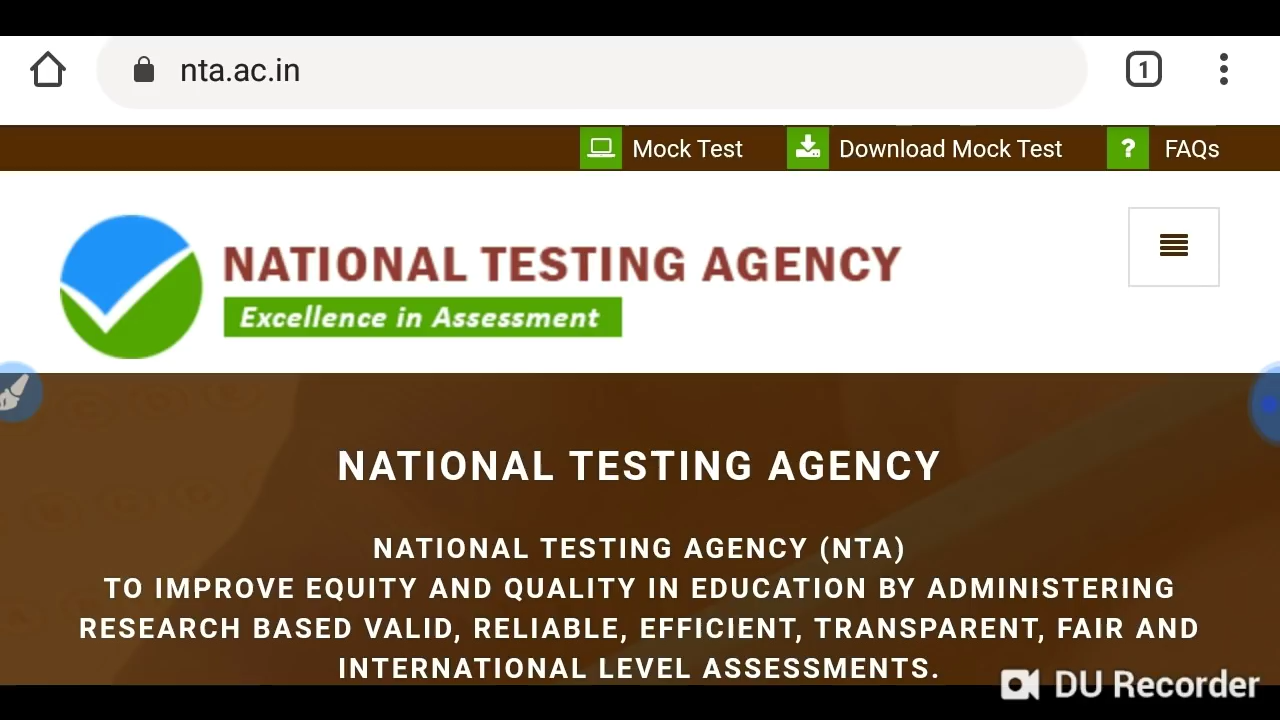 nta.ac.in
1
Mock Test
Download Mock Test
? FAQs
NATIONAL TESTING AGENCY
Excellence in Assessment
NATIONAL TESTING AGENCY
NATIONAL TESTING AGENCY (NTA)
TO IMPROVE EQUITY AND QUALITY IN EDUCATION BY ADMINISTERING
RESEARCH BASED VALID, RELIABLE, EFFICIENT, TRANSPARENT, FAIR AND
INTERNATIONAL LEVEL ASSESSMENTS.
DU Recorder